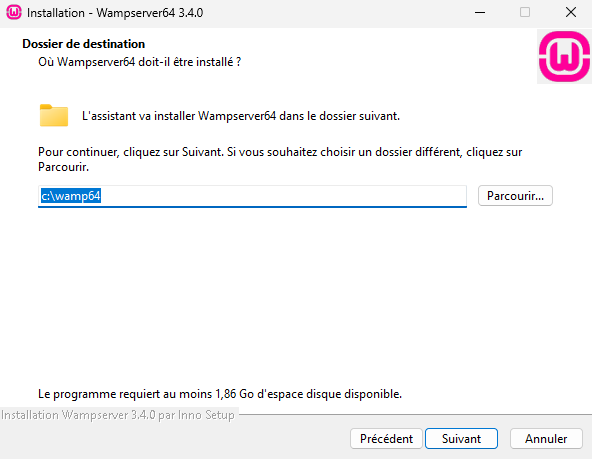 Installation - Wampserver64 3.4.0
Dossier de destination
Où Wampserver64 doit-il être installé ?
L'assistant va installer Wampserver64 dans le dossier suivant.
Pour continuer, cliquez sur Suivant. Si vous souhaitez choisir un dossier différent, cliquez sur
Parcourir.
c:\wamp64
Parcourir...
Le programme requiert au moins 1,86 Go d'espace disque disponible.
Installation Wampserver 3.4.0 par Inno Setup
Précédent
Suivant
Annuler